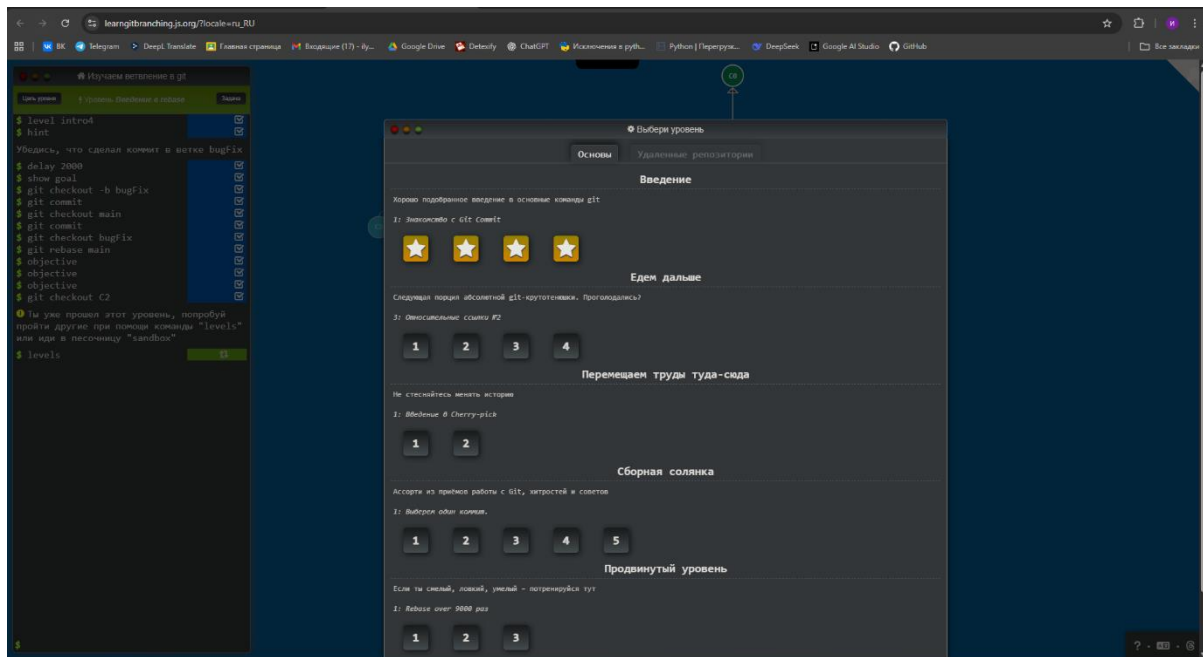 learngitbranching.js.org/?locale=ru_RU
ВК Telegram DeepL Translate Главная страница Входящие (17) – ily... Google Drive Detexify ChatGPT Исключения в pyth... Python | Перегрузк... DeepSeek Google AI Studio GitHub Все закладки
Изучаем ветвление в git
Цель уровня Уровень Введение в rebase Задача
$ level intro4
$ hint
Убедись, что сделал коммит в ветке bugFix
$ delay 2000
$ show goal
$ git checkout -b bugFix
$ git commit
$ git checkout main
$ git commit
$ git checkout bugFix
$ git rebase main
$ objective
$ objective
$ objective
$ git checkout C2
Ты уже прошел этот уровень, попробуй
пройти другие при помощи команды "levels"
или иди в песочницу "sandbox"
$ levels
$
C0
Выбери уровень
Основы Удаленные репозитории
Введение
Хорошо подобранное введение в основные команды git
1: Знакомство с Git Commit
Едем дальше
Следующая порция абсолютной git-крутотеняшки. Проголодались?
3: Относительные ссылки #2
1 2 3 4
Перемещаем труды туда-сюда
Не стесняйтесь менять историю
1: Введение в Cherry-pick
1 2
Сборная солянка
Ассорти из приёмов работы с Git, хитростей и советов
1: Выберем один коммит.
1 2 3 4 5
Продвинутый уровень
Если ты смелый, ловкий, умелый – потренируйся тут
1: Rebase over 9000 раз
1 2 3